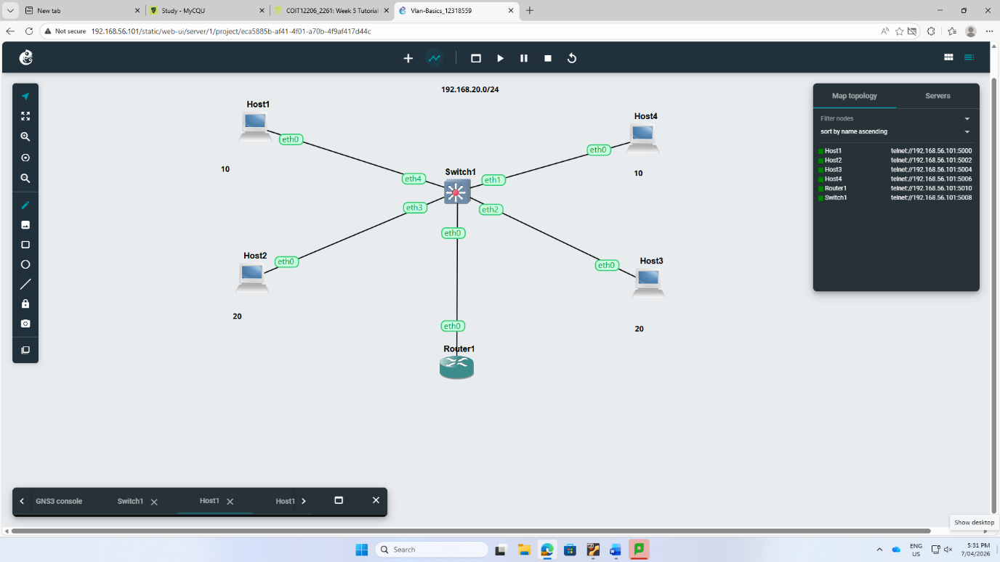 New tab
Study - MyCQU
COIT12206_2261: Week 5 Tutorial
Vlan-Basics_12318559
Not secure 192.168.56.101/static/web-ui/server/1/project/eca5885b-af41-4f01-a70b-4f9af417d44c
192.168.20.0/24
Map topology Servers
Filter nodes
sort by name ascending
Host1 telnet://192.168.56.101:5000
Host2 telnet://192.168.56.101:5002
Host3 telnet://192.168.56.101:5004
Host4 telnet://192.168.56.101:5006
Router1 telnet://192.168.56.101:5010
Switch1 telnet://192.168.56.101:5008
Host1
eth0
10
Host4
eth0
10
Switch1
eth4
eth1
eth3
eth2
eth0
Host2
eth0
20
Host3
eth0
20
eth0
Router1
GNS3 console Switch1 Host1 Host1
Show desktop
Search
ENG
US
5:31 PM
7/04/2026